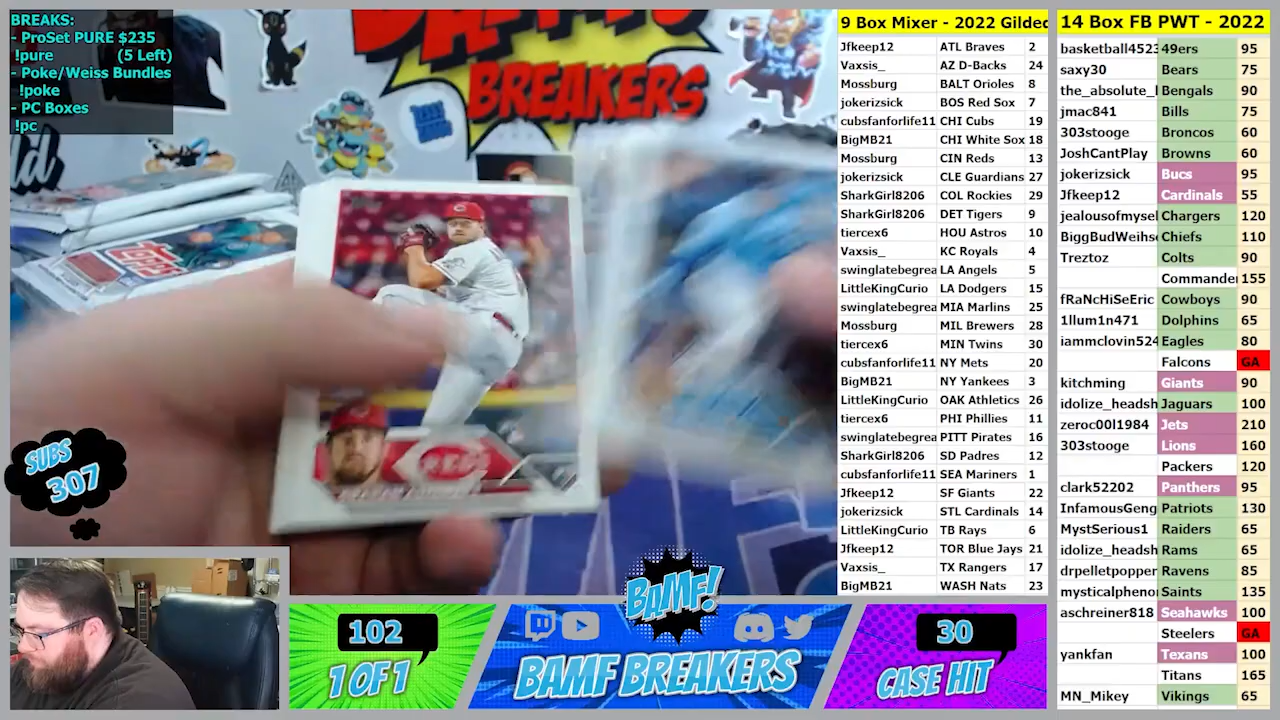 BREAKS:
- ProSet PURE $235
!pure (5 Left)
- Poke/Weiss Bundles
!poke
- PC Boxes
!pc
BREAKERS
topps
SUBS
307
102
1 OF 1
BAMF!
BAMF BREAKERS
30
CASE HIT
9 Box Mixer - 2022 Gilded
Jfkeep12 ATL Braves 2
Vaxsis_ AZ D-Backs 24
Mossburg BALT Orioles 8
jokerizsick BOS Red Sox 7
cubsfanforlife11 CHI Cubs 19
BigMB21 CHI White Sox 18
Mossburg CIN Reds 13
jokerizsick CLE Guardians 27
SharkGirl8206 COL Rockies 29
SharkGirl8206 DET Tigers 9
tiercex6 HOU Astros 10
Vaxsis_ KC Royals 4
swinglatebegrea LA Angels 5
LittleKingCurio LA Dodgers 15
swinglatebegrea MIA Marlins 25
Mossburg MIL Brewers 28
tiercex6 MIN Twins 30
cubsfanforlife11 NY Mets 20
BigMB21 NY Yankees 3
LittleKingCurio OAK Athletics 26
tiercex6 PHI Phillies 11
swinglatebegrea PITT Pirates 16
SharkGirl8206 SD Padres 12
cubsfanforlife11 SEA Mariners 1
Jfkeep12 SF Giants 22
jokerizsick STL Cardinals 14
LittleKingCurio TB Rays 6
Jfkeep12 TOR Blue Jays 21
Vaxsis_ TX Rangers 17
BigMB21 WASH Nats 23
14 Box FB PWT - 2022
basketball4523 49ers 95
saxy30 Bears 75
the_absolute_l Bengals 90
jmac841 Bills 75
303stooge Broncos 60
JoshCantPlay Browns 60
jokerizsick Bucs 95
Jfkeep12 Cardinals 55
jealousofmysel Chargers 120
BiggBudWeihs Chiefs 110
Treztoz Colts 90
Commander 155
fRaNcHiSeEric Cowboys 90
1llum1n471 Dolphins 65
iammclovin524 Eagles 80
Falcons GA
kitchming Giants 90
idolize_headsh Jaguars 100
zeroc00l1984 Jets 210
303stooge Lions 160
Packers 120
clark52202 Panthers 95
InfamousGeng Patriots 130
MystSerious1 Raiders 65
idolize_headsh Rams 65
drpelletpopper Ravens 85
mysticalpheno Saints 135
aschreiner818 Seahawks 100
Steelers GA
yankfan Texans 100
Titans 165
MN_Mikey Vikings 65